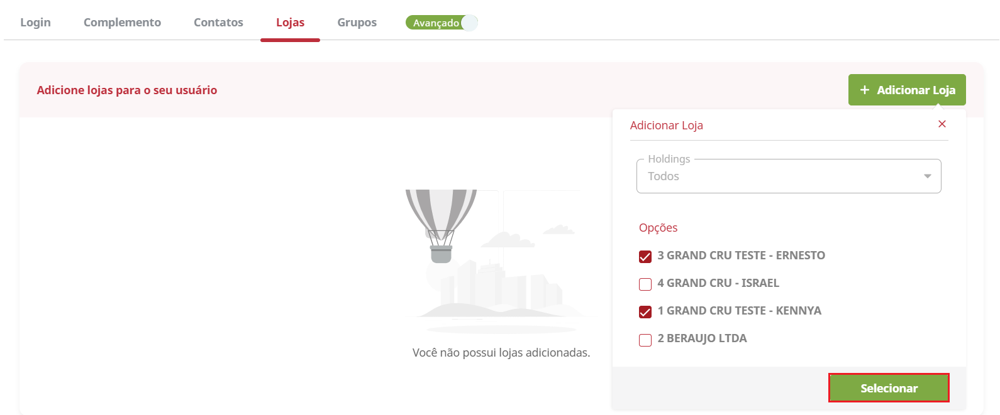 Login Complemento Contatos Lojas Grupos Avançado
Adicione lojas para o seu usuário
+ Adicionar Loja
Adicionar Loja
Holdings
Todos
Opções
3 GRAND CRU TESTE - ERNESTO
4 GRAND CRU - ISRAEL
1 GRAND CRU TESTE - KENNYA
2 BERAUJO LTDA
Selecionar
Você não possui lojas adicionadas.